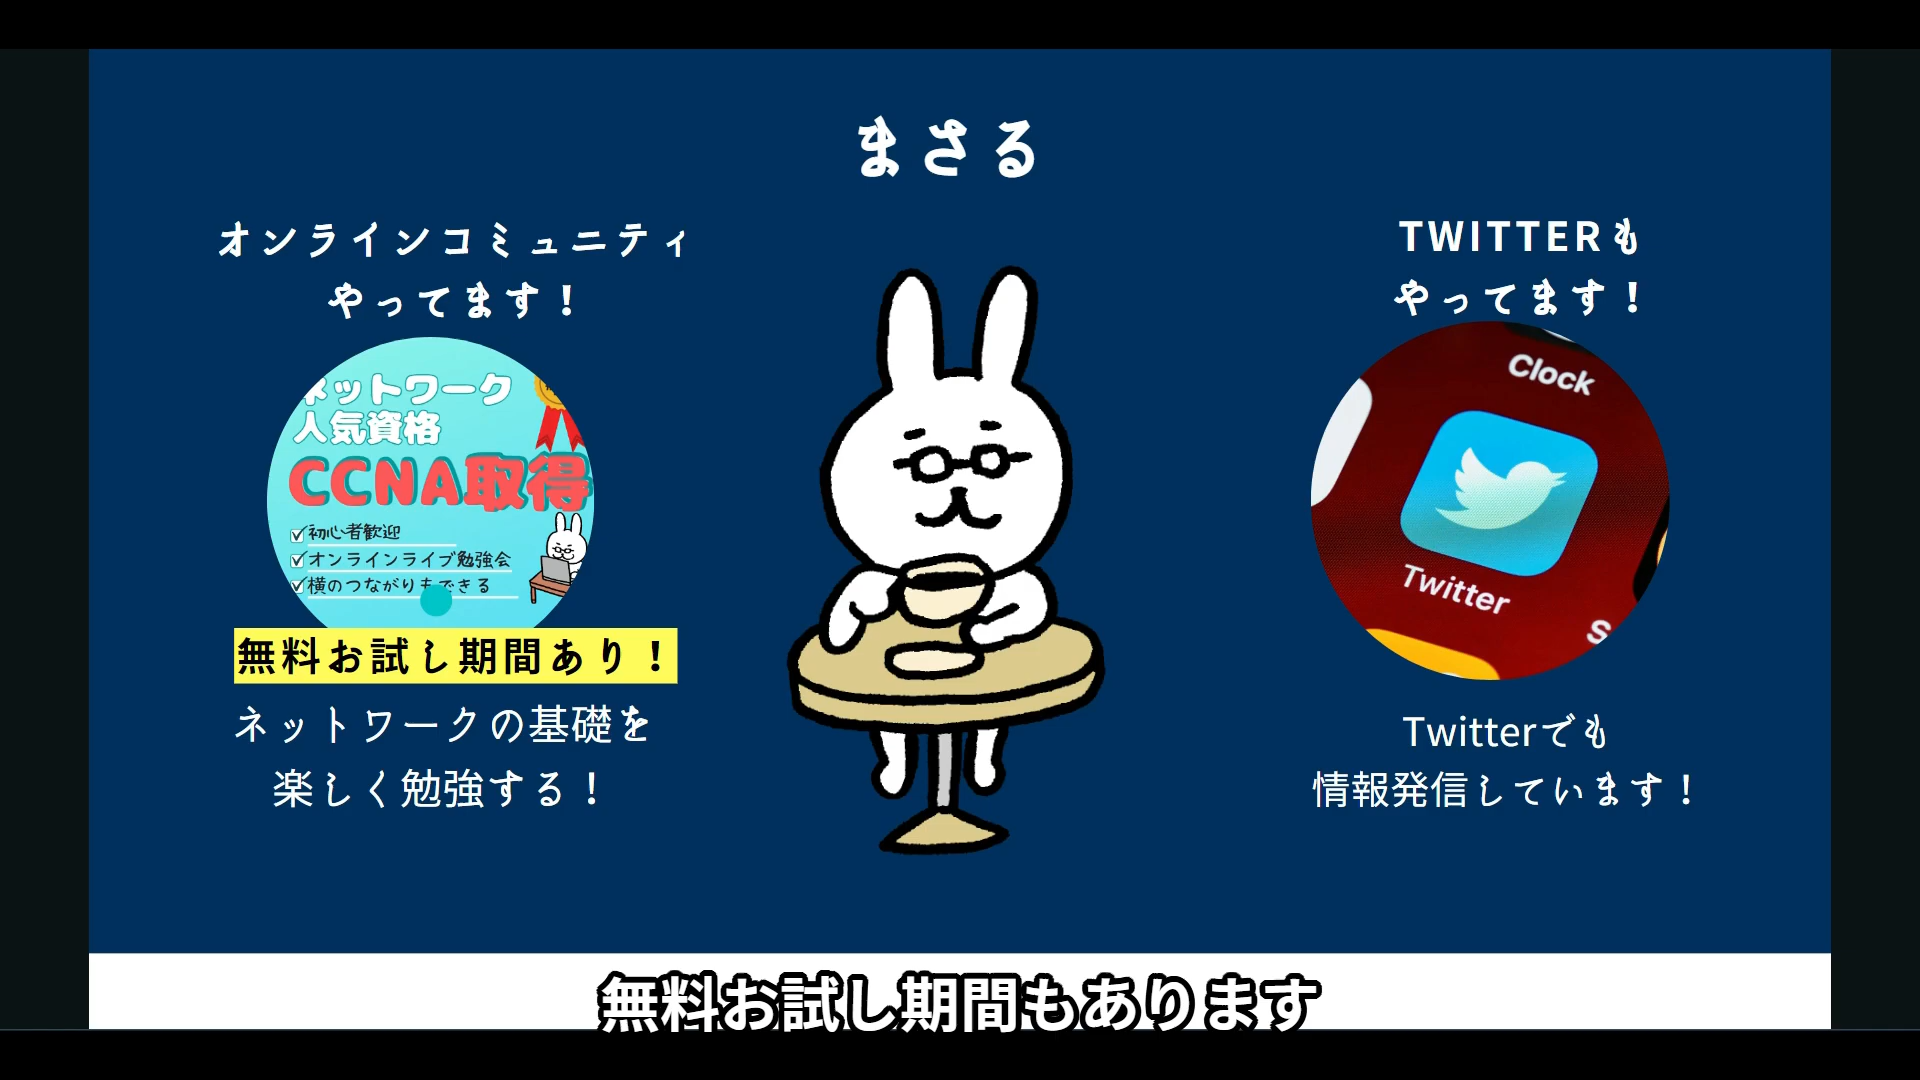 まさる
オンラインコミュニティ
やってます！
ネットワーク
人気資格
CCNA取得
初心者歓迎
オンラインライブ勉強会
横のつながりもできる
無料お試し期間あり！
ネットワークの基礎を
楽しく勉強する！
TWITTERも
やってます！
Clock
Twitter
S
Twitterでも
情報発信しています！
無料お試し期間もあります